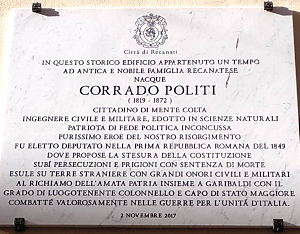 Città di Recanati
IN QUESTO STORICO EDIFICIO APPARTENUTO UN TEMPO
AD ANTICA E NOBILE FAMIGLIA RECANATESE
NACQUE
CORRADO POLITI
( 1819 - 1872 )
CITTADINO DI MENTE COLTA
INGEGNERE CIVILE E MILITARE, EDOTTO IN SCIENZE NATURALI
PATRIOTA DI FEDE POLITICA INCONCUSSA
PURISSIMO EROE DEL NOSTRO RISORGIMENTO
FU ELETTO DEPUTATO NELLA PRIMA REPUBBLICA ROMANA DEL 1849
DOVE PROPOSE LA STESURA DELLA COSTITUZIONE
SUBÍ PERSECUZIONI E PRIGIONI CON SENTENZA DI MORTE
ESULE SU TERRE STRANIERE CON GRANDI ONORI CIVILI E MILITARI
AL RICHIAMO DELL'AMATA PATRIA INSIEME A GARIBALDI CON IL
GRADO DI LUOGOTENENTE COLONNELLO E CAPO DI STATO MAGGIORE
COMBATTÉ VALOROSAMENTE NELLE GUERRE PER L'UNITÁ D'ITALIA.
2 NOVEMBRE 2017